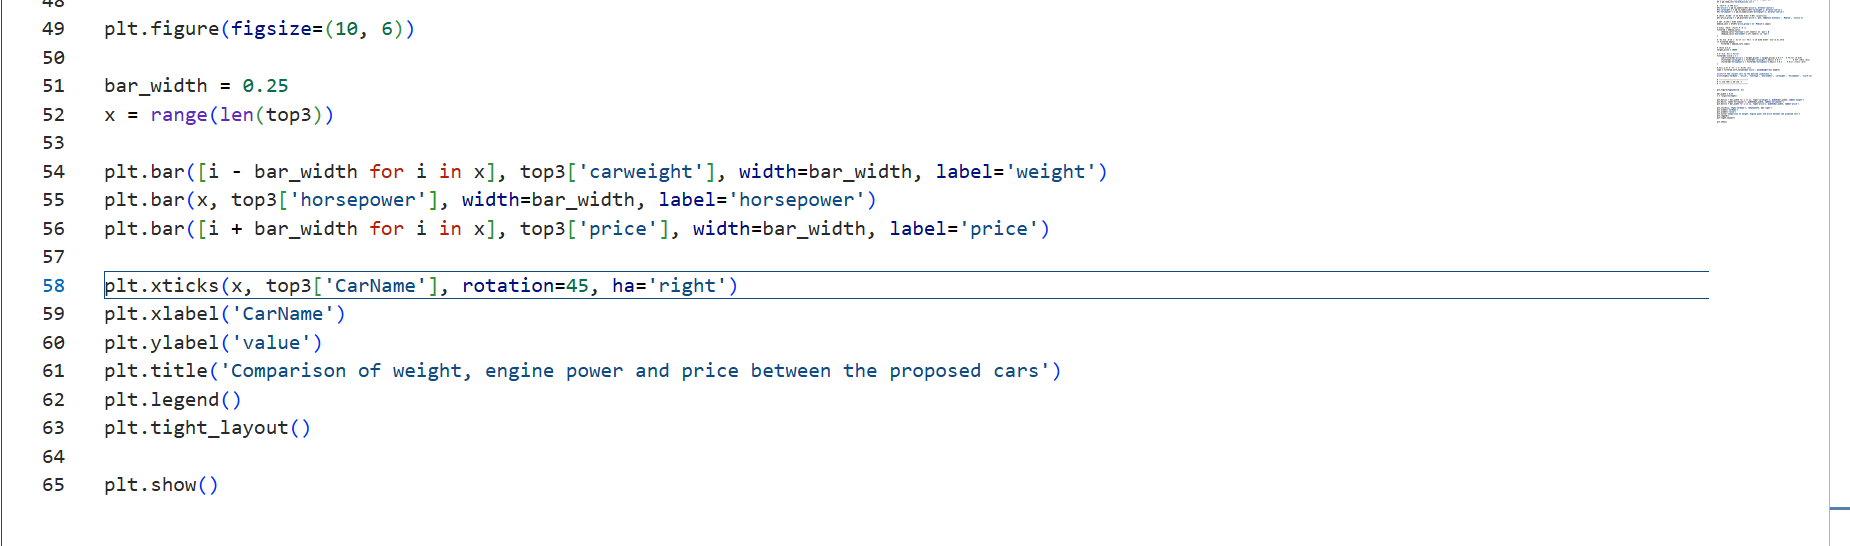 48
49 plt.figure(figsize=(10, 6))
50
51 bar_width = 0.25
52 x = range(len(top3))
53
54 plt.bar([i - bar_width for i in x], top3['carweight'], width=bar_width, label='weight')
55 plt.bar(x, top3['horsepower'], width=bar_width, label='horsepower')
56 plt.bar([i + bar_width for i in x], top3['price'], width=bar_width, label='price')
57
58 plt.xticks(x, top3['CarName'], rotation=45, ha='right')
59 plt.xlabel('CarName')
60 plt.ylabel('value')
61 plt.title('Comparison of weight, engine power and price between the proposed cars')
62 plt.legend()
63 plt.tight_layout()
64
65 plt.show()